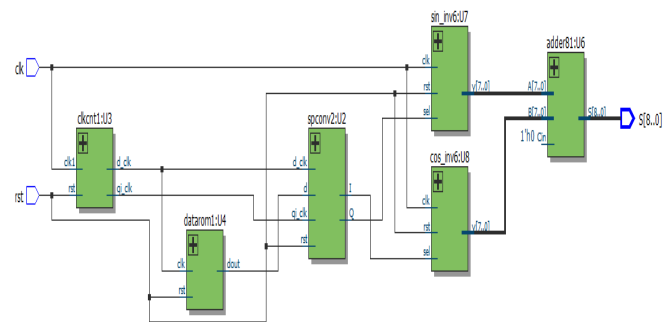 sin_inv6:U7
clk
rst
sel
y[7..0]
adder81:U6
A[7..0]
B[7..0]
1'h0 Cin
S[8..0]
S[8..0]
clk
clkcnt1:U3
clk1
rst
d_clk
qi_clk
rst
spconv2:U2
d_clk
d
qi_clk
rst
I
Q
cos_inv6:U8
clk
rst
sel
y[7..0]
datarom1:U4
clk
rst
dout